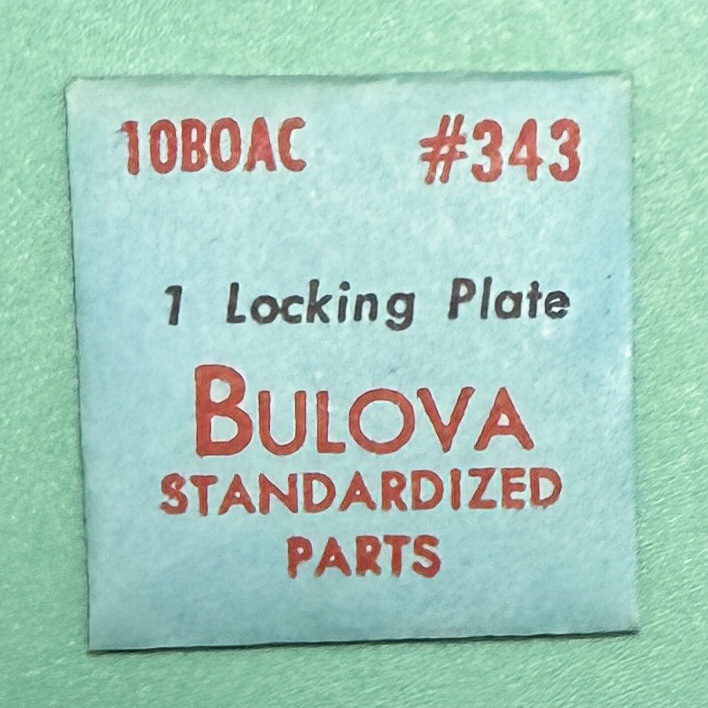 10BOAC #343
1 Locking Plate
BULOVA
STANDARDIZED
PARTS